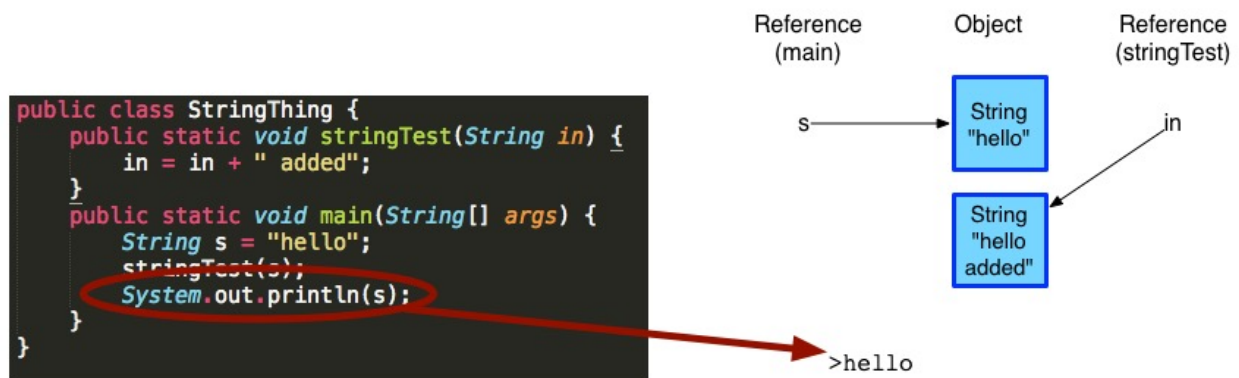 Reference
(main)
Object
Reference
(stringTest)
public class StringThing {
public static void stringTest(String in) {
in = in + " added";
}
public static void main(String[] args) {
String s = "hello";
stringTest(s);
System.out.println(s);
}
}
s
String
"hello"
in
String
"hello
added"
>hello